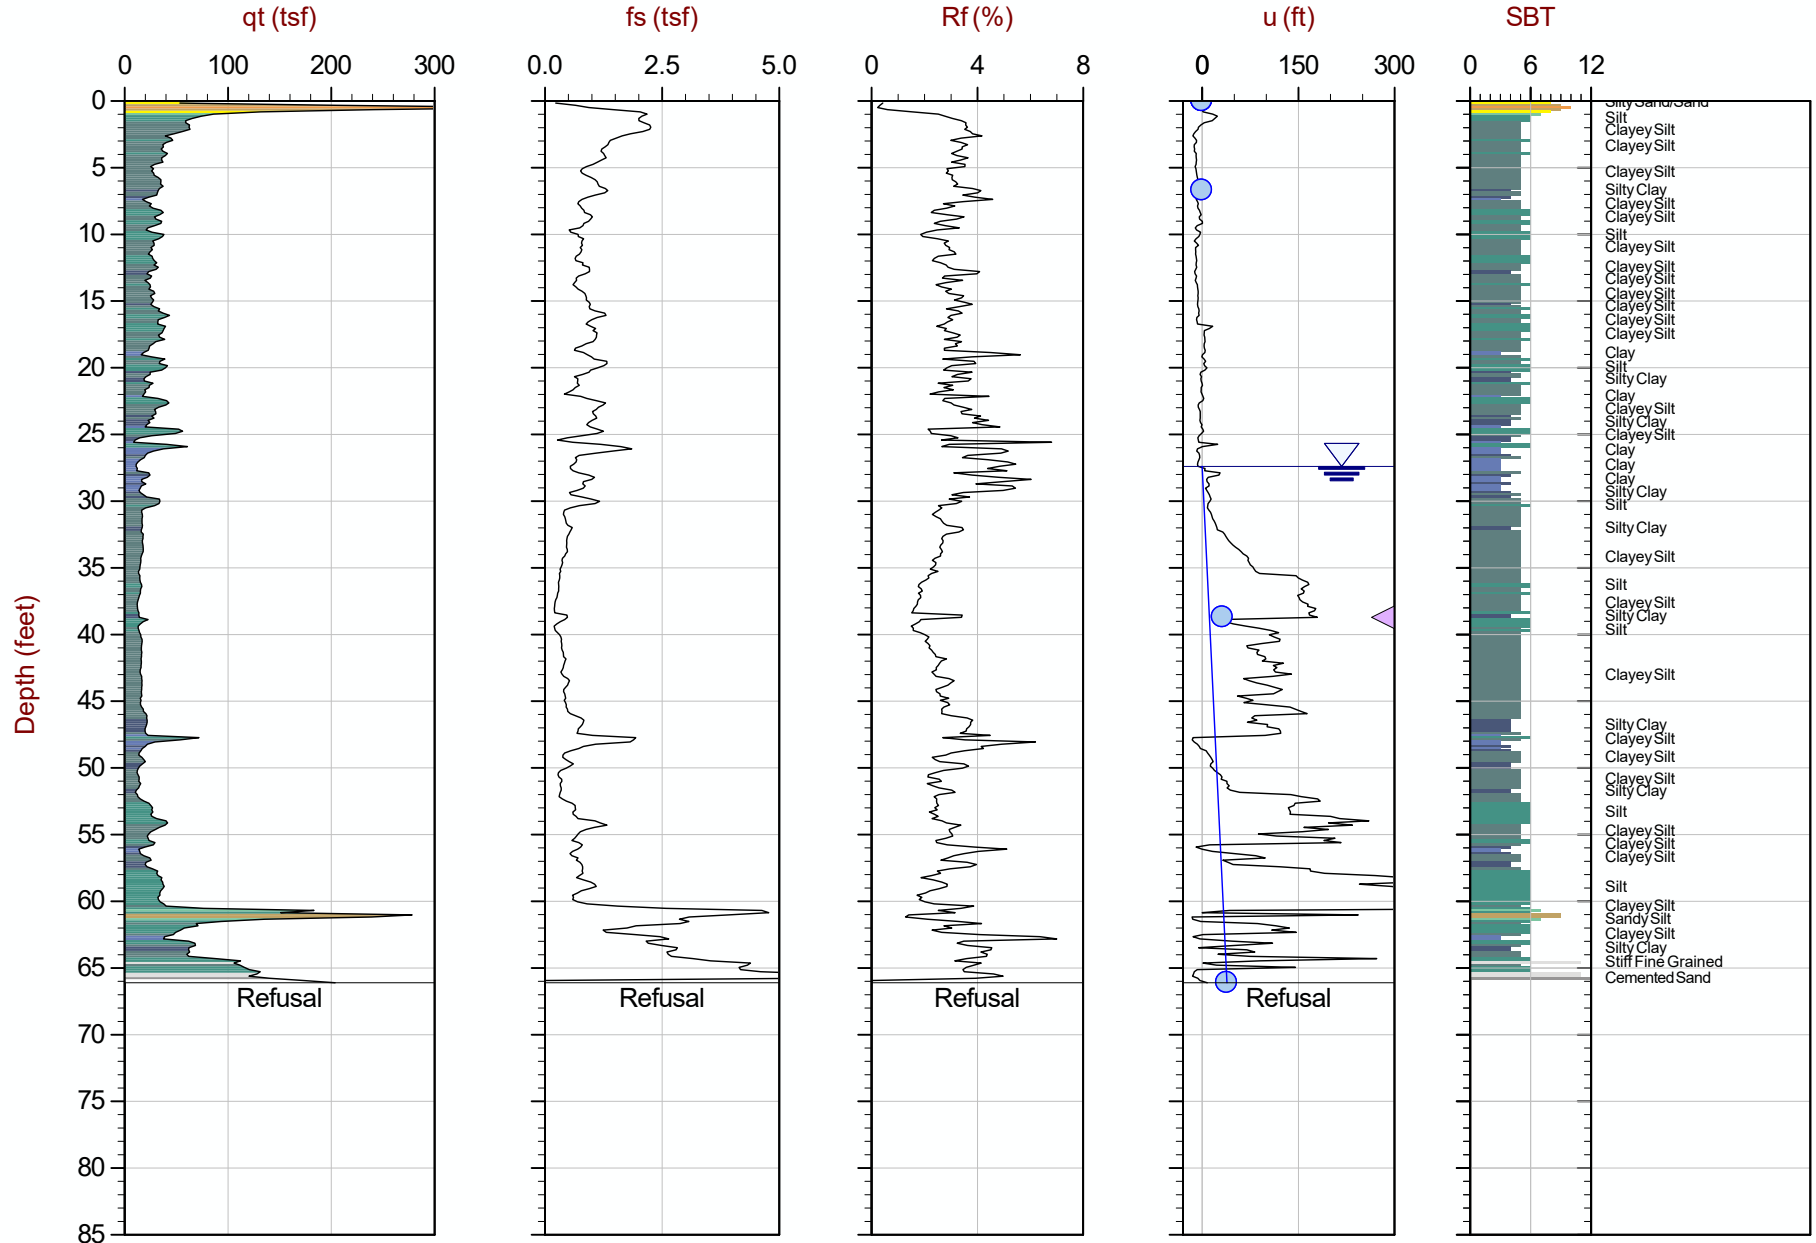 qt (tsf)
fs (tsf)
Rf (%)
u (ft)
SBT
0 100 200 300
0.0 2.5 5.0
0 4 8
0 150 300
0 6 12
Depth (feet)
0
5
10
15
20
25
30
35
40
45
50
55
60
65
70
75
80
85
Silty Sand/Sand
Silt
Clayey Silt
Clayey Silt
Clayey Silt
Silty Clay
Clayey Silt
Clayey Silt
Silt
Clayey Silt
Clayey Silt
Clayey Silt
Clayey Silt
Clayey Silt
Clayey Silt
Clayey Silt
Clay
Silt
Silty Clay
Clay
Clayey Silt
Silty Clay
Clayey Silt
Clay
Clay
Clay
Silty Clay
Silt
Silty Clay
Clayey Silt
Silt
Clayey Silt
Silty Clay
Silt
Clayey Silt
Silty Clay
Clayey Silt
Clayey Silt
Clayey Silt
Silty Clay
Silt
Clayey Silt
Clayey Silt
Clayey Silt
Silt
Clayey Silt
Sandy Silt
Clayey Silt
Silty Clay
Stiff Fine Grained
Cemented Sand
Refusal
Refusal
Refusal
Refusal